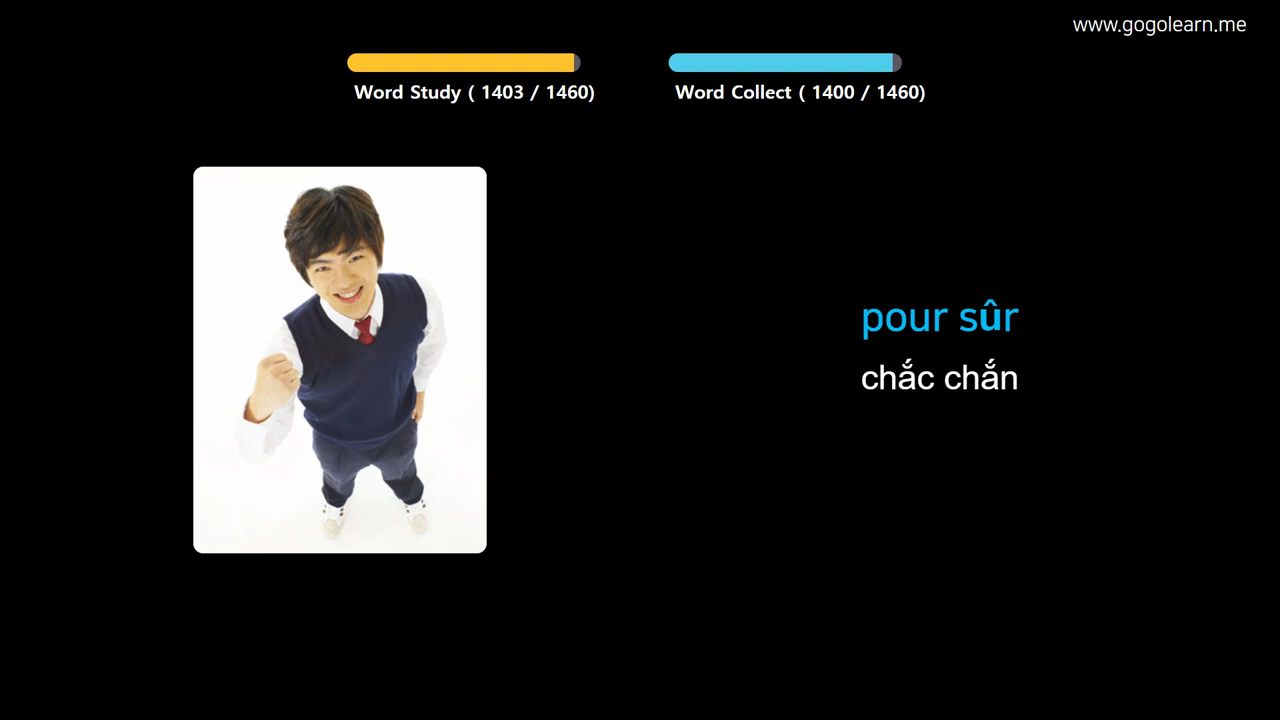 www.gogolearn.me
Word Study ( 1403 / 1460)
Word Collect ( 1400 / 1460)
pour sûr
chắc chắn